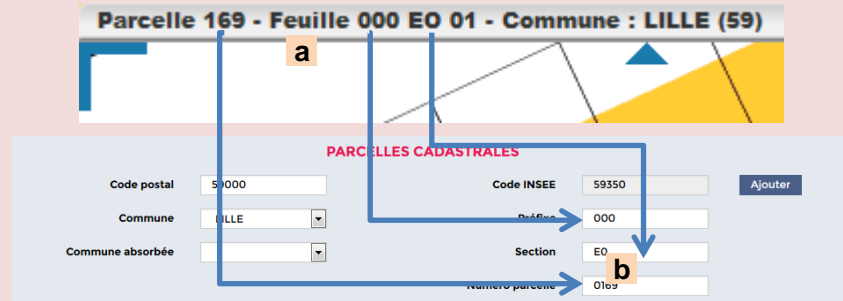 Parcelle 169 - Feuille 000 EO 01 - Commune : LILLE (59)
a
PARCELLES CADASTRALES
Code postal 59000 Code INSEE 59350 Ajouter
Commune LILLE Préfixe 000
Commune absorbée Section EO
b
Numéro parcelle 0169